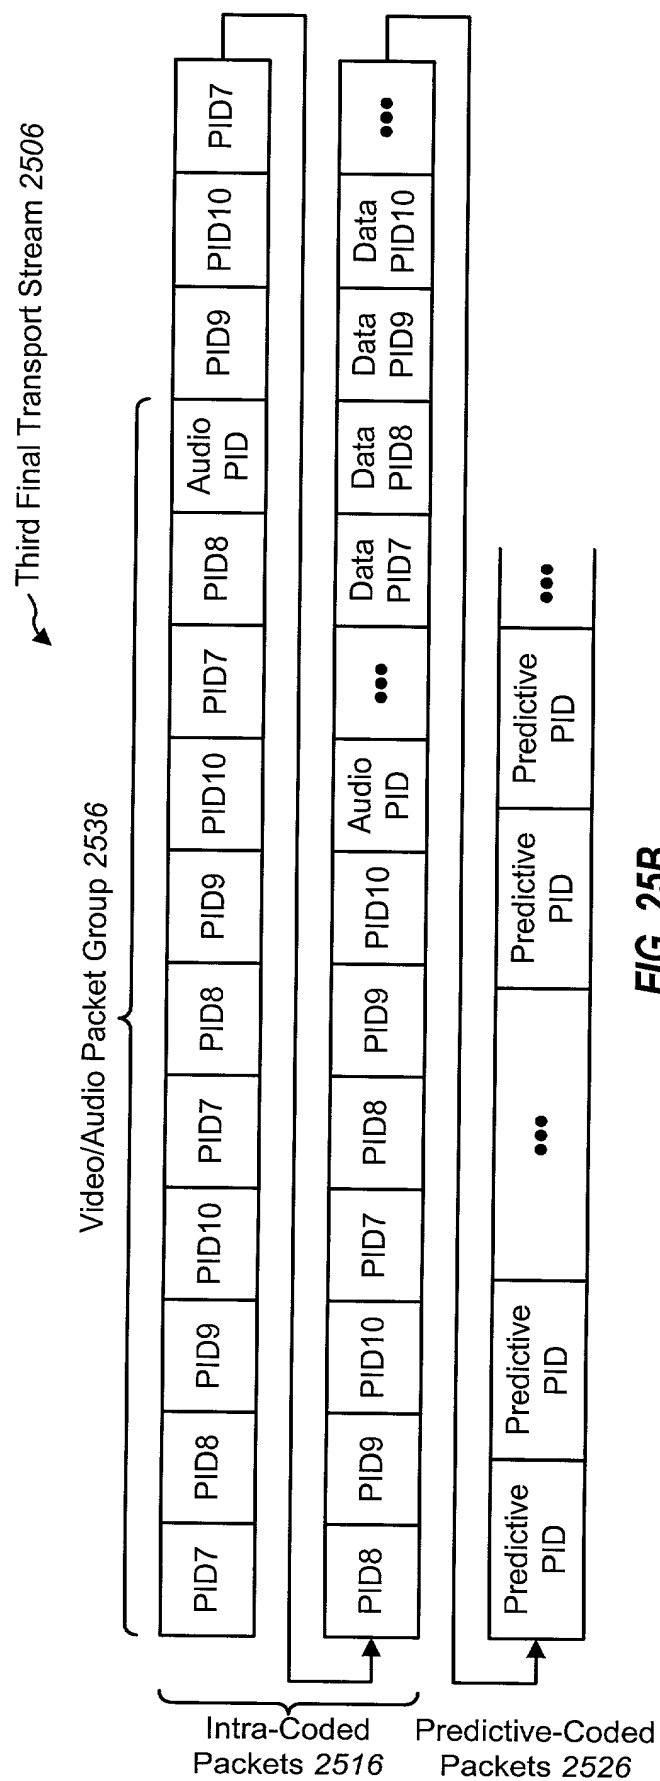 Third Final Transport Stream 2506
Video/Audio Packet Group 2536
PID7
PID8
PID9
PID10
PID7
PID8
PID9
PID10
PID7
PID8
Audio
PID
PID9
PID10
PID7
PID8
PID9
PID10
PID7
PID8
PID9
PID10
Audio
PID
•••
Data
PID7
Data
PID8
Data
PID9
Data
PID10
•••
Predictive
PID
Predictive
PID
•••
Predictive
PID
Predictive
PID
•••
Intra-Coded
Packets 2516
Predictive-Coded
Packets 2526
FIG. 25B